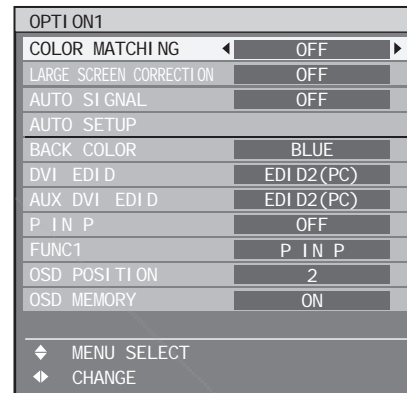 OPTION1
COLOR MATCHING ◀ OFF ▶
LARGE SCREEN CORRECTION OFF
AUTO SIGNAL OFF
AUTO SETUP
BACK COLOR BLUE
DVI EDID EDID2(PC)
AUX DVI EDID EDID2(PC)
P IN P OFF
FUNC1 P IN P
OSD POSITION 2
OSD MEMORY ON
MENU SELECT
CHANGE